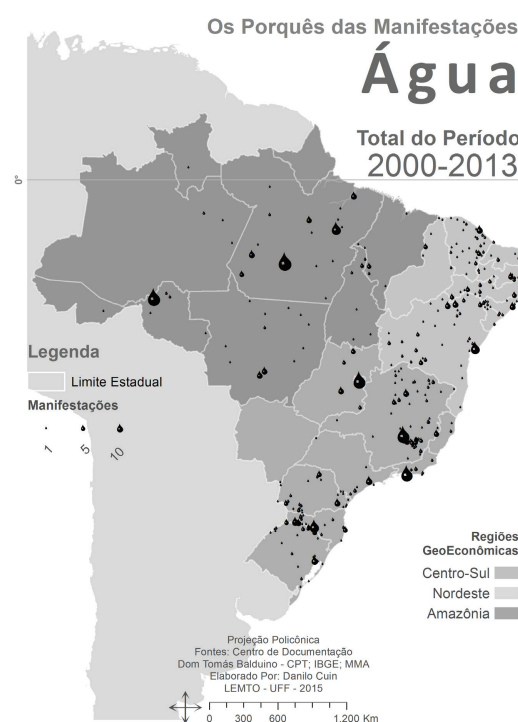 Os Porquês das Manifestações
Água
Total do Período
2000-2013
0°
Legenda
Limite Estadual
Manifestações
1
5
10
Regiões
GeoEconômicas
Centro-Sul
Nordeste
Amazônia
Projeção Policônica
Fontes: Centro de Documentação
Dom Tomás Balduino - CPT; IBGE; MMA
Elaborado Por: Danilo Cuin
LEMTO - UFF - 2015
0 300 600 1.200 Km